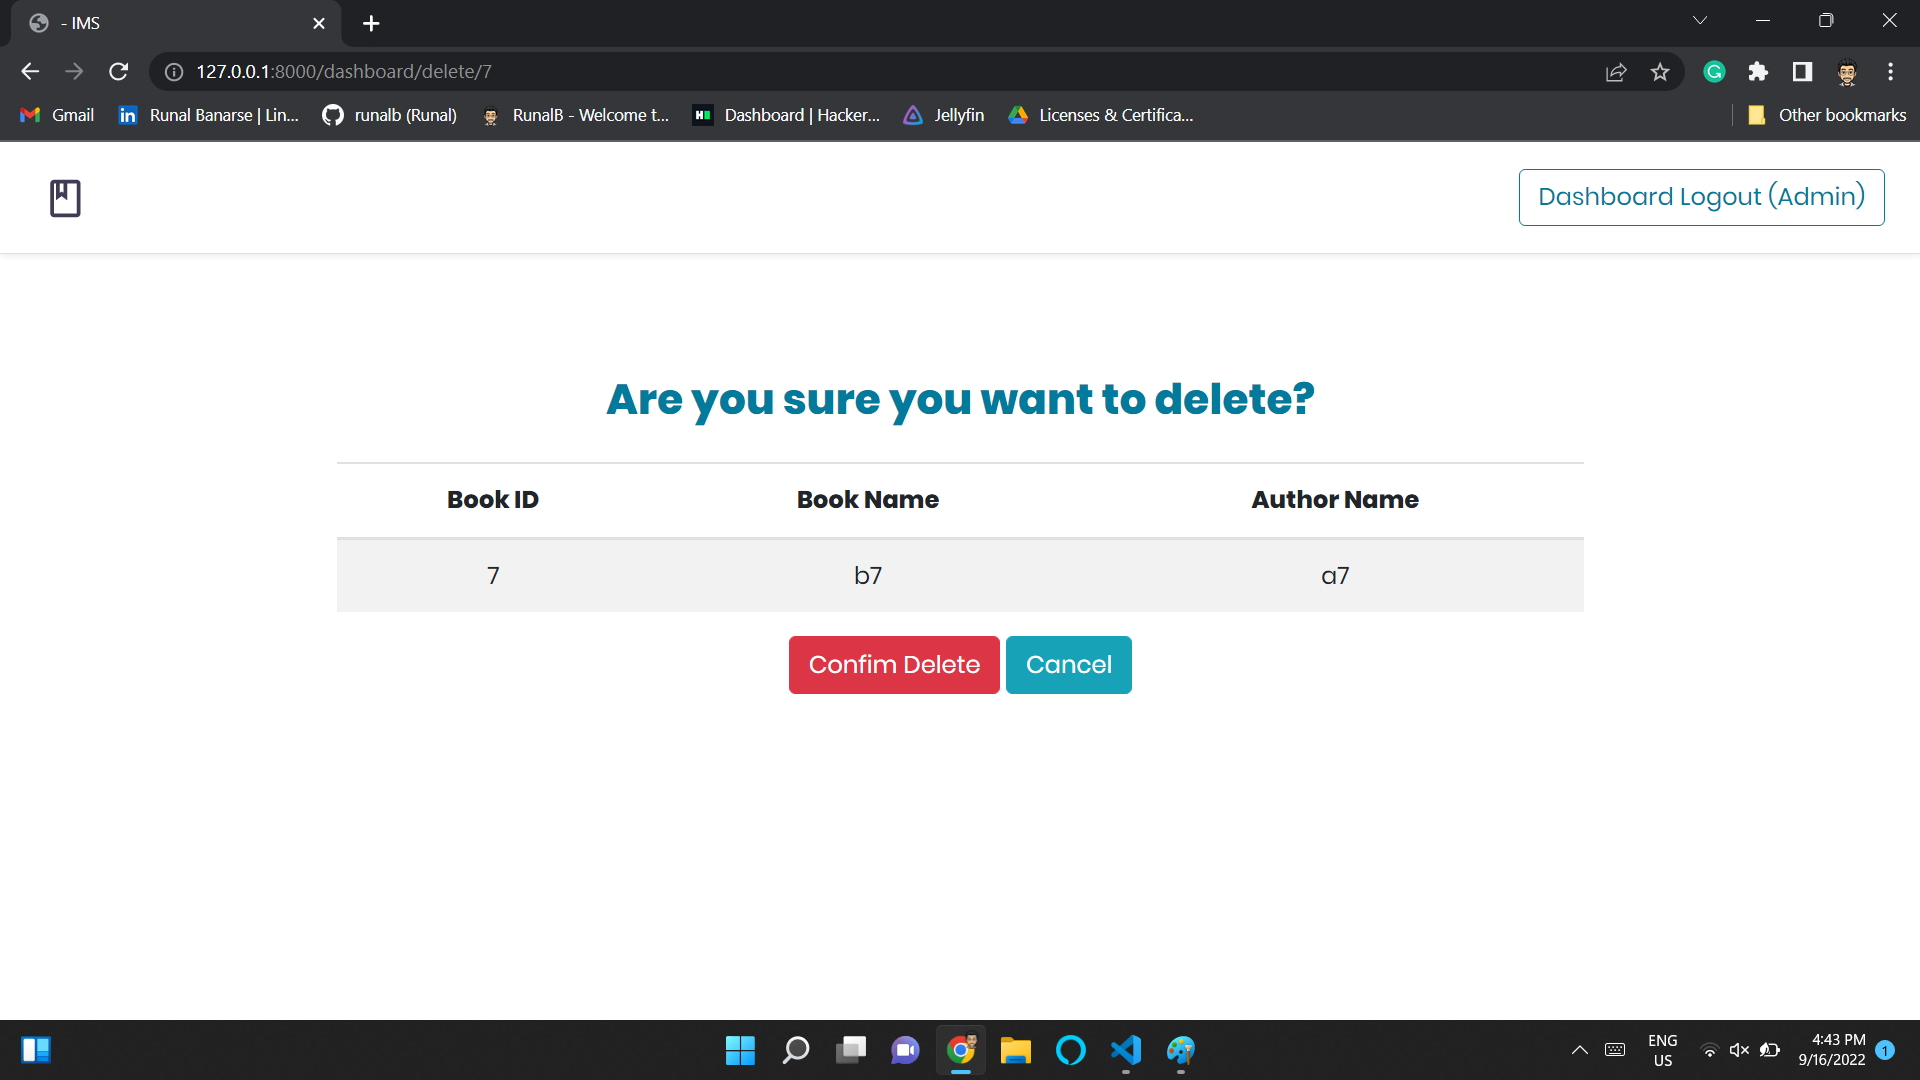 - IMS
127.0.0.1:8000/dashboard/delete/7
Gmail
Runal Banarse | Lin...
runalb (Runal)
RunalB - Welcome t...
Dashboard | Hacker...
Jellyfin
Licenses & Certifica...
Other bookmarks
Dashboard Logout (Admin)
Are you sure you want to delete?
Book ID Book Name Author Name
7 b7 a7
Confim Delete Cancel
ENG
US
4:43 PM
9/16/2022
1